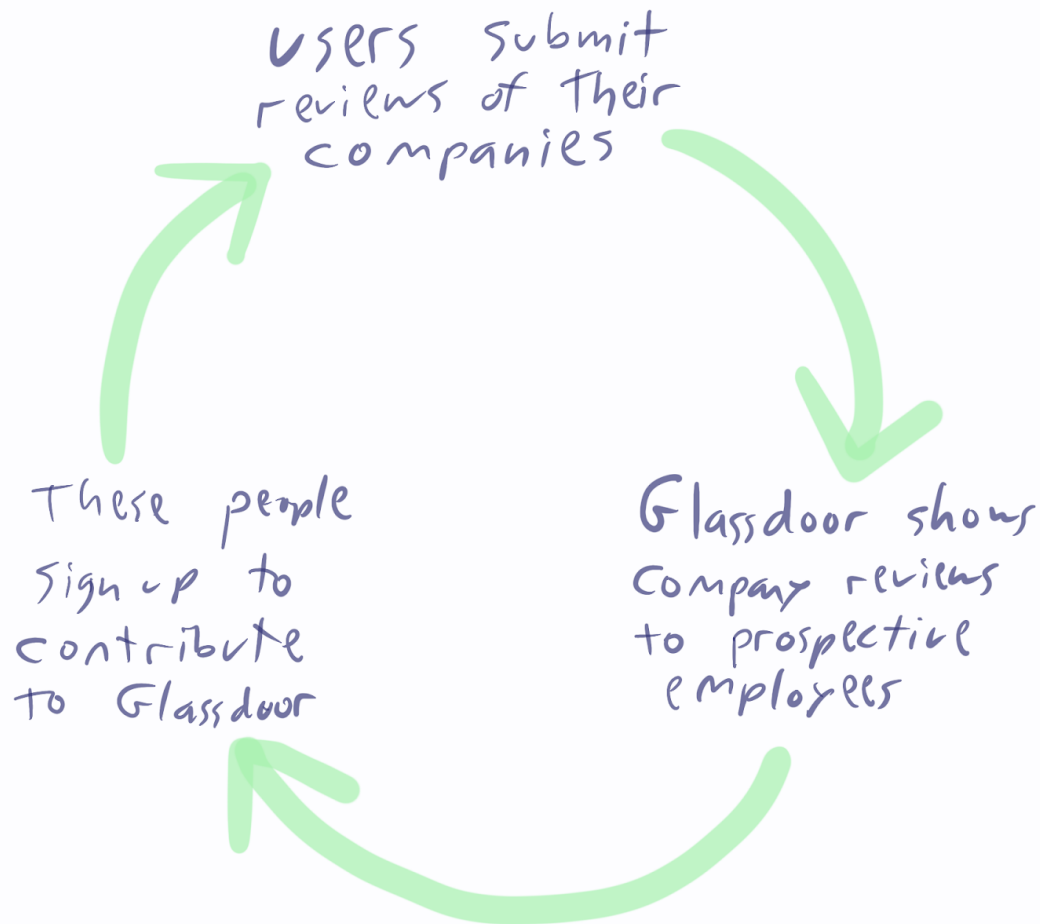 Users submit
reviews of their
companies
Glassdoor shows
company reviews
to prospective
employees
These people
sign up to
contribute
to Glassdoor